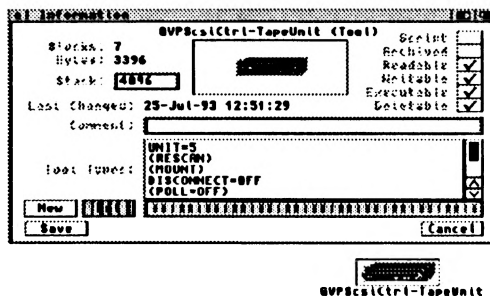 Information
GVPScsiCtrl-TapeUnit (Tool)
Blocks: 7
Bytes: 3396
Stack: 4096
Script
Archived
Readable
Writable
Executable
Deletable
Last Changed: 25-Jul-93 12:51:29
Comment:
Tool Types:
UNIT=5
(RESCAN)
(MOUNT)
DISCONNECT=OFF
(POLL=OFF)
New
Save
Cancel
GVPScsiCtrl-TapeUnit